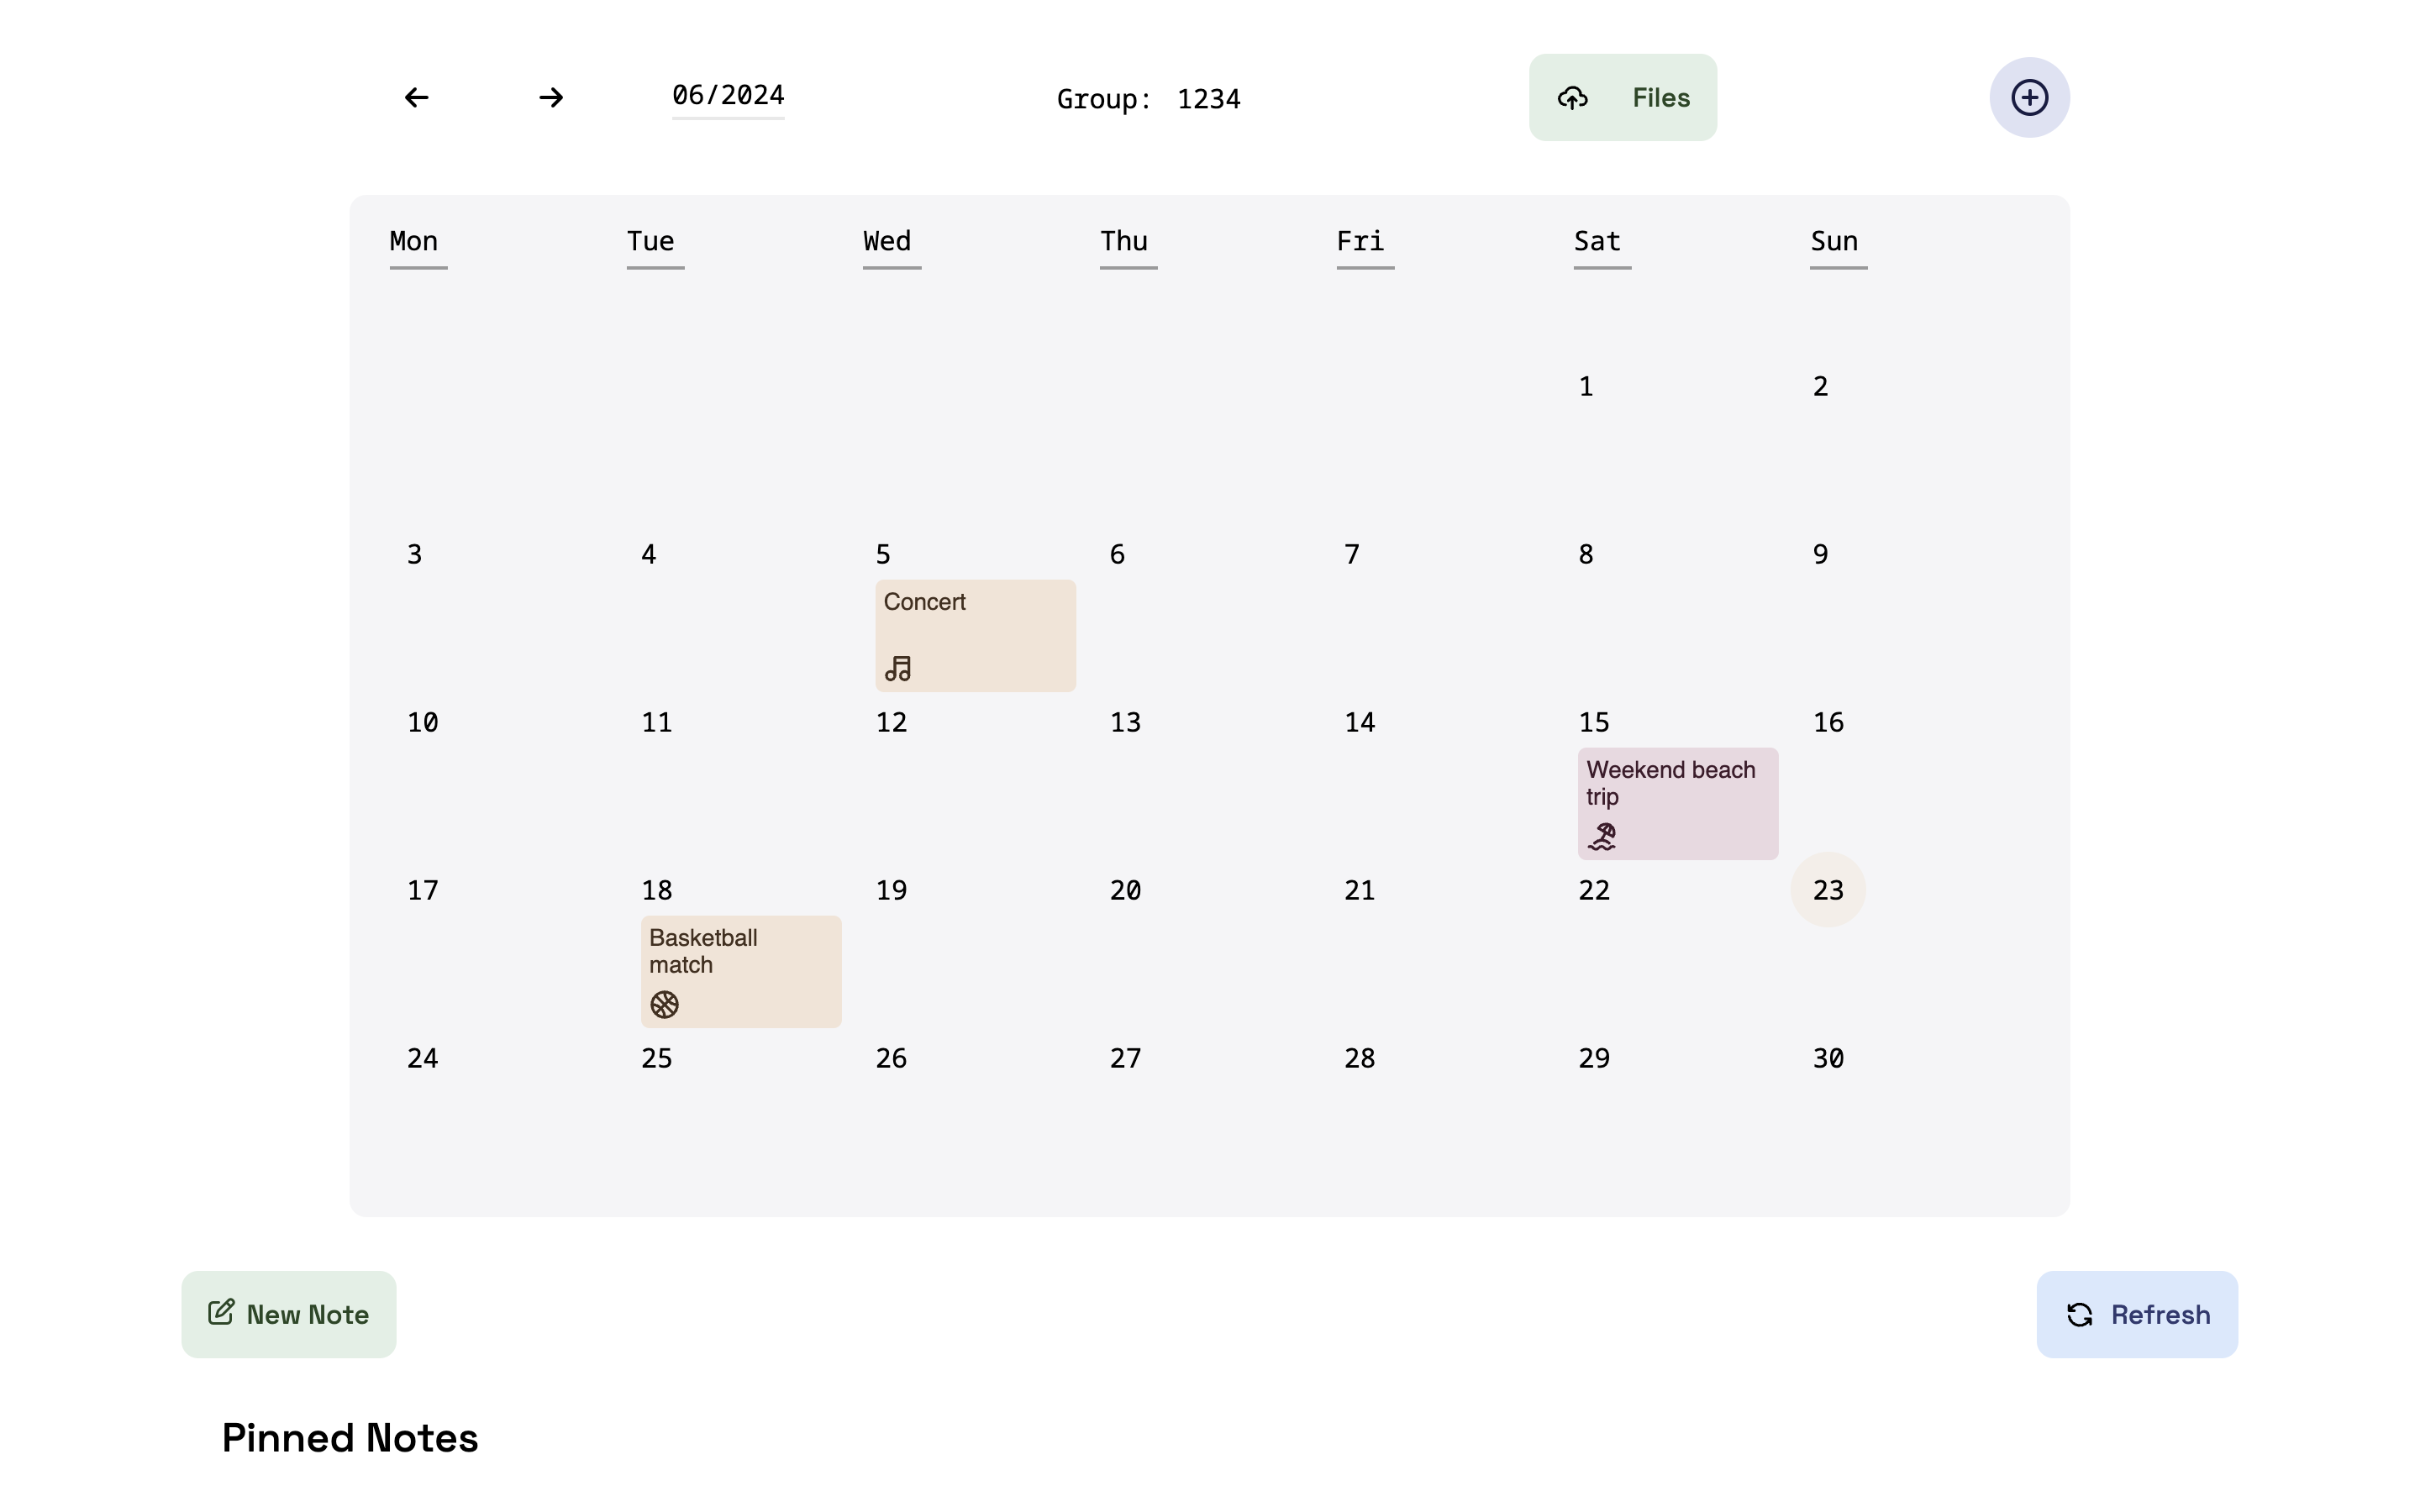 06/2024 Group: 1234 Files
Mon Tue Wed Thu Fri Sat Sun
1 2
3 4 5 6 7 8 9
Concert
10 11 12 13 14 15 16
Weekend beach
trip
17 18 19 20 21 22 23
Basketball
match
24 25 26 27 28 29 30
New Note Refresh
Pinned Notes